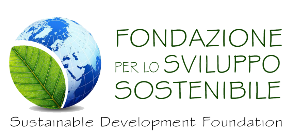 FONDAZIONE
PER LO SVILUPPO
SOSTENIBILE
Sustainable Development Foundation